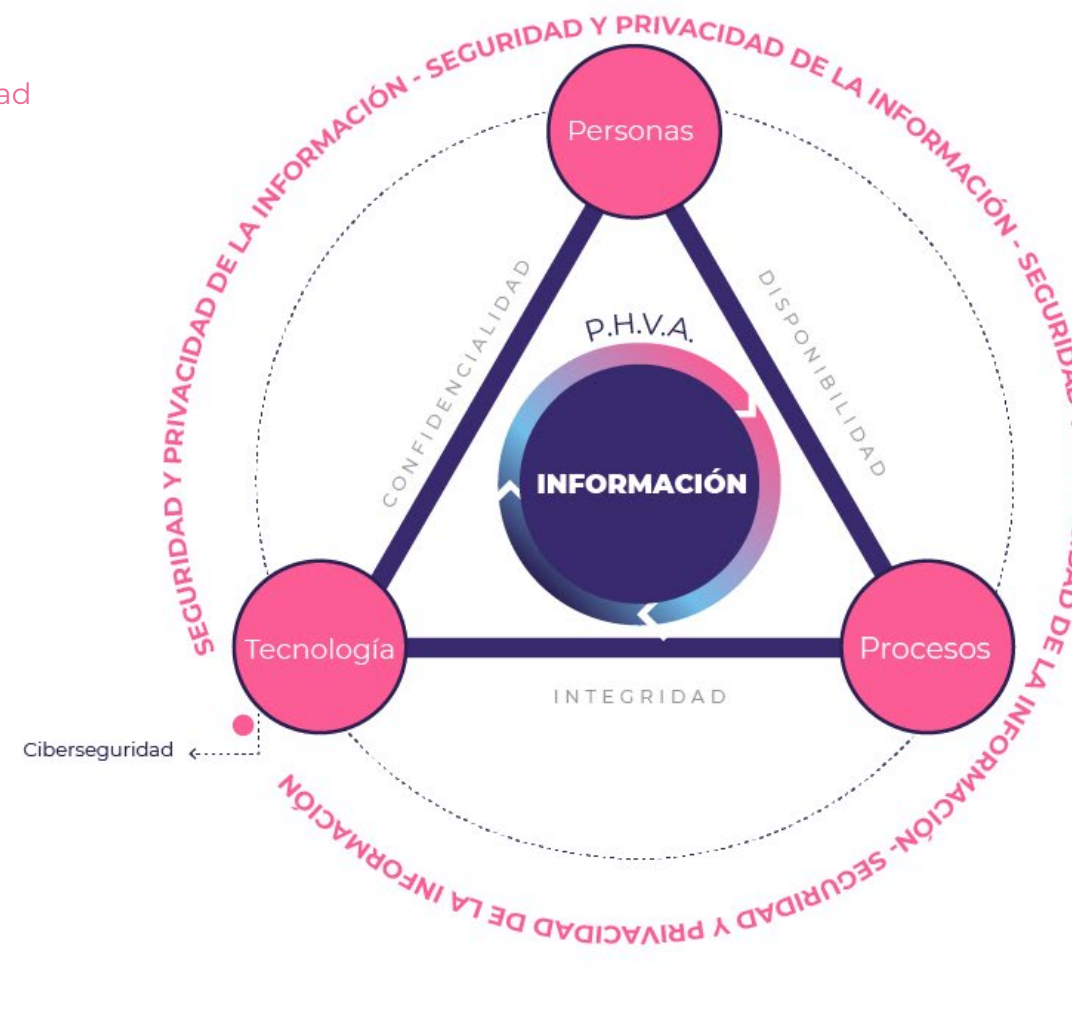 ad
SEGURIDAD Y PRIVACIDAD DE LA INFORMACIÓN - SEGURIDAD Y PRIVACIDAD DE LA INFORMACIÓN - SEGURIDAD
DE LA INFORMACIÓN- SEGURIDAD Y PRIVACIDAD DE LA INFORMACIÓN
Personas
CONFIDENCIALIDAD
DISPONIBILIDAD
P.H.V.A.
INFORMACIÓN
Tecnología
Procesos
INTEGRIDAD
Ciberseguridad